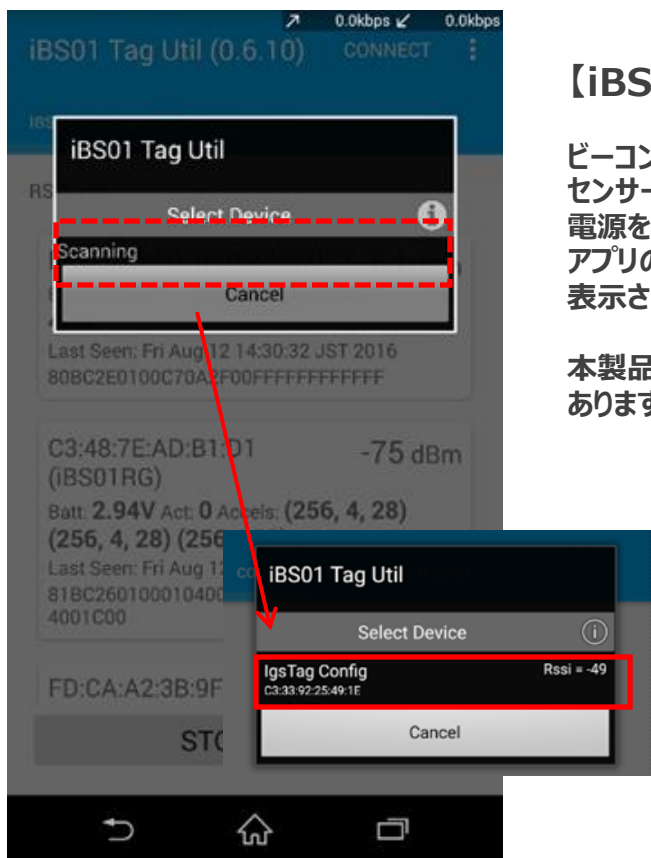 0.0kbps 0.0kbps
iBS01 Tag Util (0.6.10) CONNECT
iBS01 Tag Util
RS
Select Device
Scanning
Cancel
Last Seen: Fri Aug 12 14:30:32 JST 2016
80BC2E0100C70A2F00FFFFFFFFFFFF
C3:48:7E:AD:B1:D1 -75 dBm
(iBS01RG)
Batt: 2.94V Act: 0 Accels: (256, 4, 28)
(256, 4, 28) (256
Last Seen: Fri Aug 1
81BC260100010400
4001C00
FD:CA:A2:3B:9F
STO
iBS01 Tag Util
Select Device
IgsTag Config Rssi = -49
C3:33:92:25:49:1E
Cancel
【iBS
ビーコン
センサー
電源を
アプリの
表示さ
本製品
あります